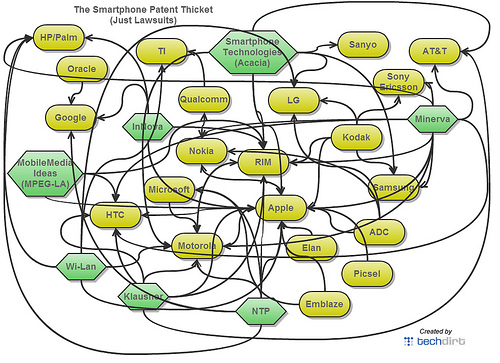 The Smartphone Patent Thicket
(Just Lawsuits)
HP/Palm
TI
Smartphone
Technologies
(Acacia)
Sanyo
AT&T
Oracle
Sony
Ericsson
Qualcomm
LG
Google
InNova
Minerva
Kodak
Nokia
RIM
MobileMedia
Ideas
(MPEG-LA)
Microsoft
Samsung
HTC
Apple
ADC
Motorola
Elan
Wi-Lan
Picsel
Klausner
NTP
Emblaze
Created by
techdirt